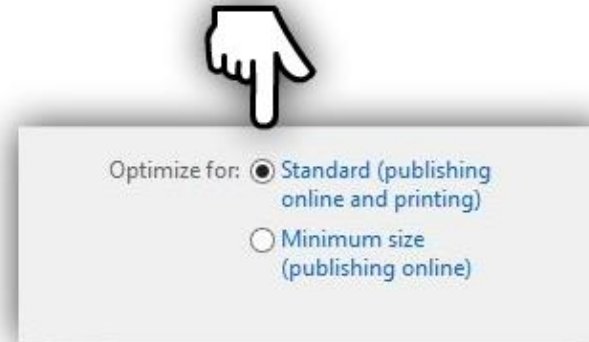 Optimize for: Standard (publishing
online and printing)
Minimum size
(publishing online)